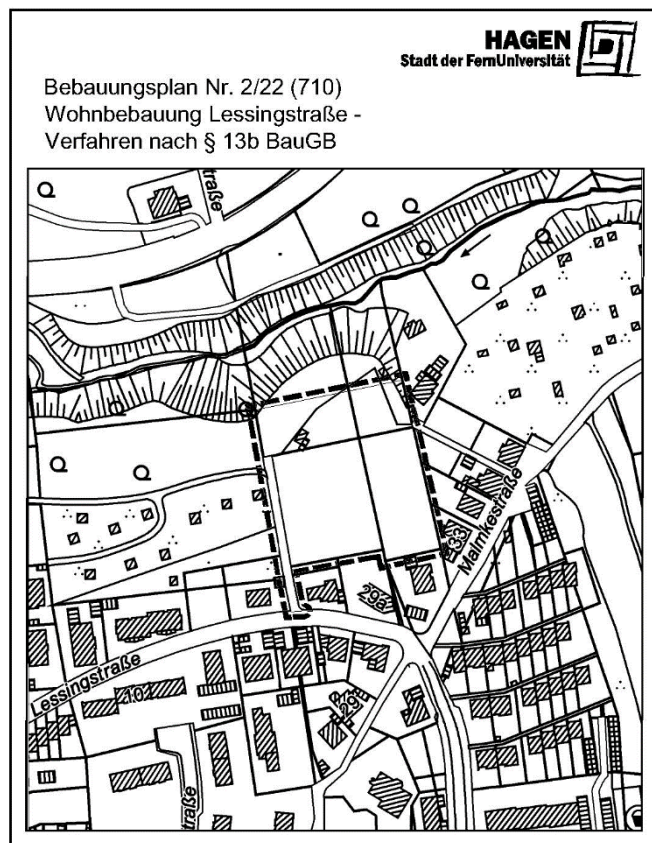 HAGEN
Stadt der FernUniversität
Bebauungsplan Nr. 2/22 (710)
Wohnbebauung Lessingstraße -
Verfahren nach § 13b BauGB
straße
Malmkestraße
33
29a
Lessingstraße
10
29
straße